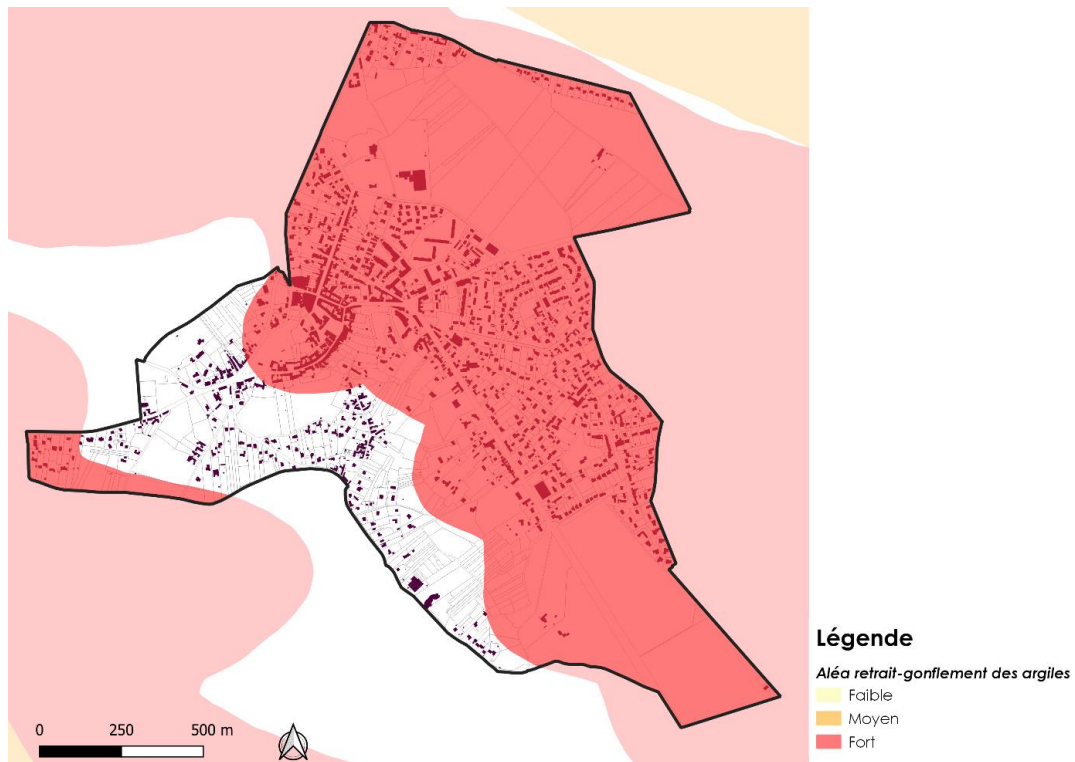 Légende
Aléa retrait-gonflement des argiles
Faible
Moyen
Fort
0 250 500 m